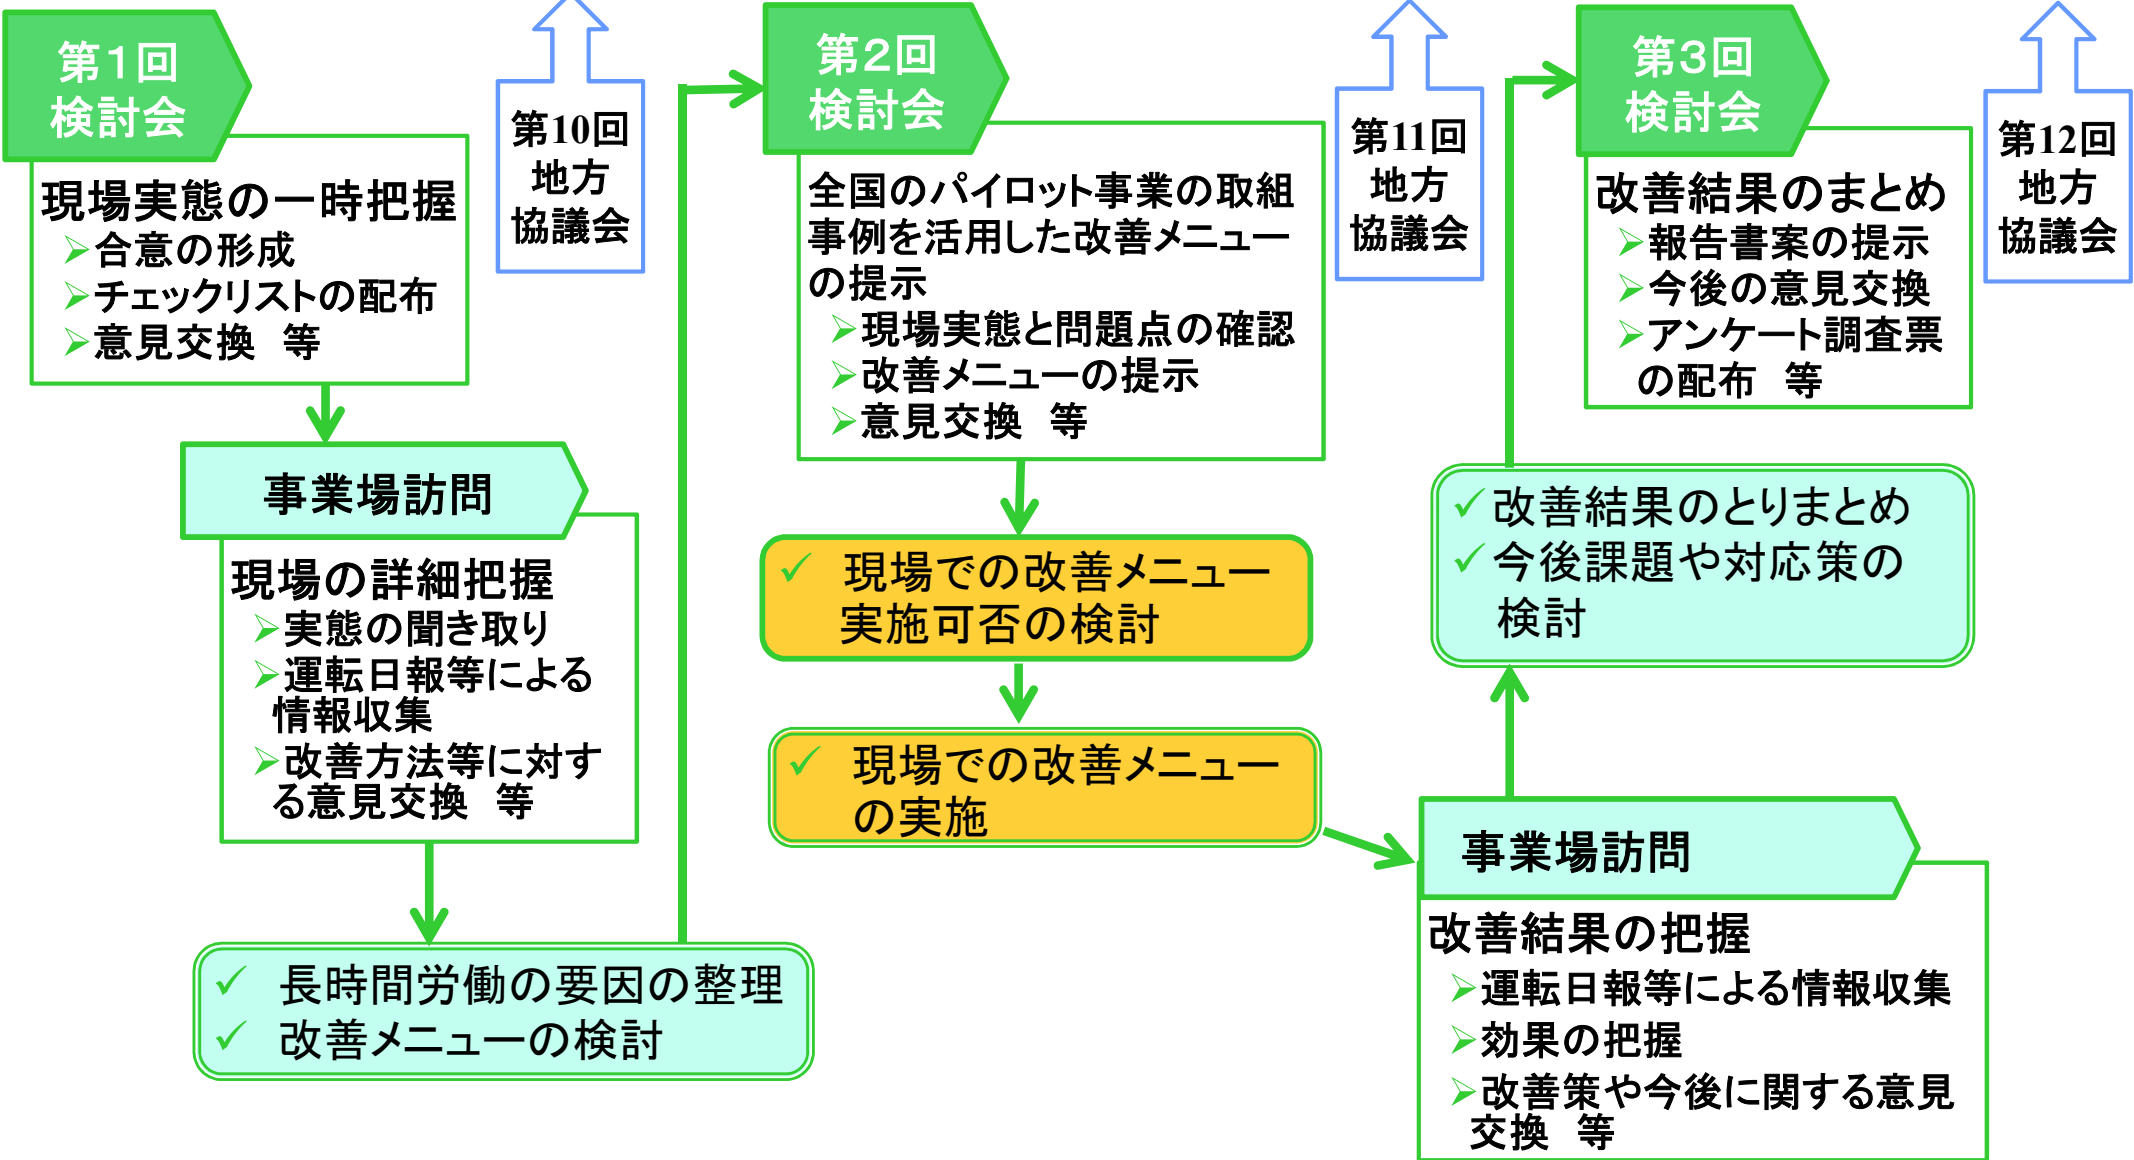 第１回
検討会
現場実態の一時把握
合意の形成
チェックリストの配布
意見交換　等
事業場訪問
現場の詳細把握
実態の聞き取り
運転日報等による
情報収集
改善方法等に対す
る意見交換　等
長時間労働の要因の整理
改善メニューの検討
第10回
地方
協議会
第２回
検討会
全国のパイロット事業の取組
事例を活用した改善メニュー
の提示
現場実態と問題点の確認
改善メニューの提示
意見交換　等
現場での改善メニュー
実施可否の検討
現場での改善メニュー
の実施
第11回
地方
協議会
第３回
検討会
改善結果のまとめ
報告書案の提示
今後の意見交換
アンケート調査票
の配布　等
改善結果のとりまとめ
今後課題や対応策の
検討
事業場訪問
改善結果の把握
運転日報等による情報収集
効果の把握
改善策や今後に関する意見
交換　等
第12回
地方
協議会